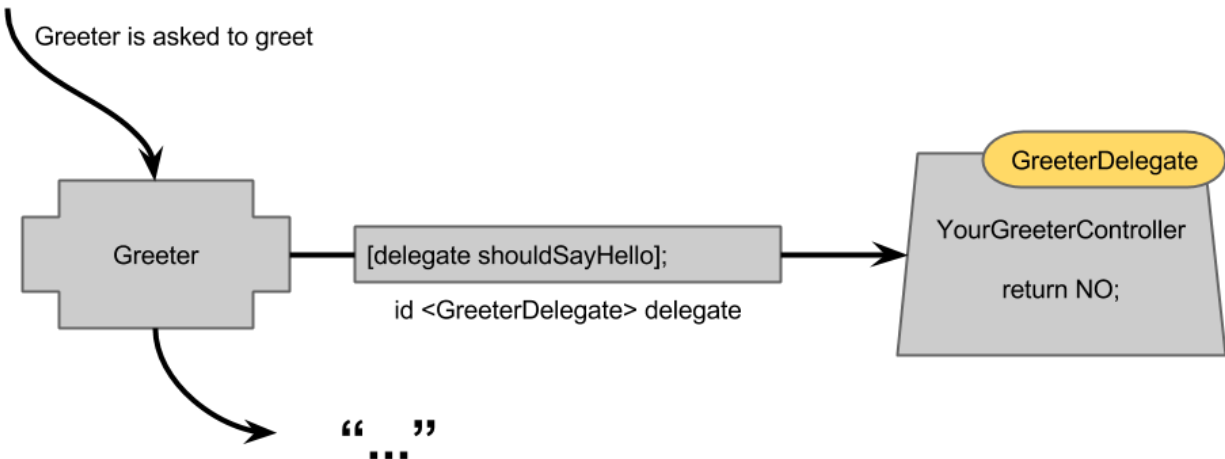 Greeter is asked to greet
GreeterDelegate
YourGreeterController
Greeter
[delegate shouldSayHello];
return NO;
id <GreeterDelegate> delegate
“...”